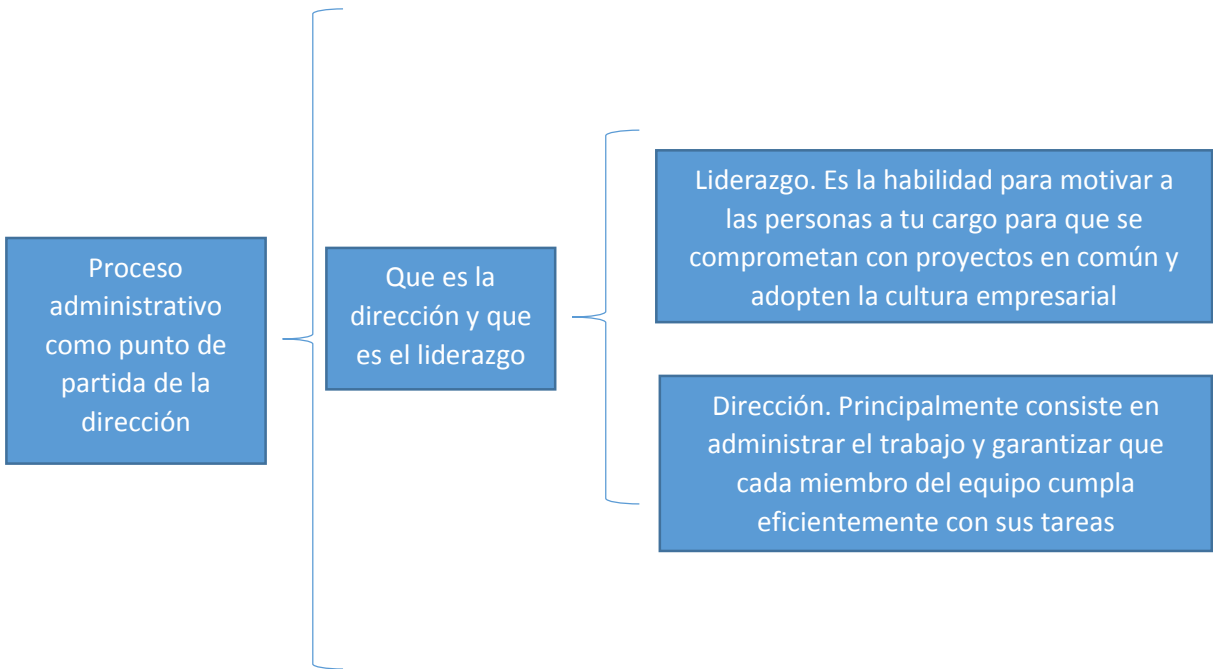 Proceso
administrativo
como punto de
partida de la
dirección
Que es la
dirección y que
es el liderazgo
Liderazgo. Es la habilidad para motivar a
las personas a tu cargo para que se
comprometan con proyectos en común y
adopten la cultura empresarial
Dirección. Principalmente consiste en
administrar el trabajo y garantizar que
cada miembro del equipo cumpla
eficientemente con sus tareas